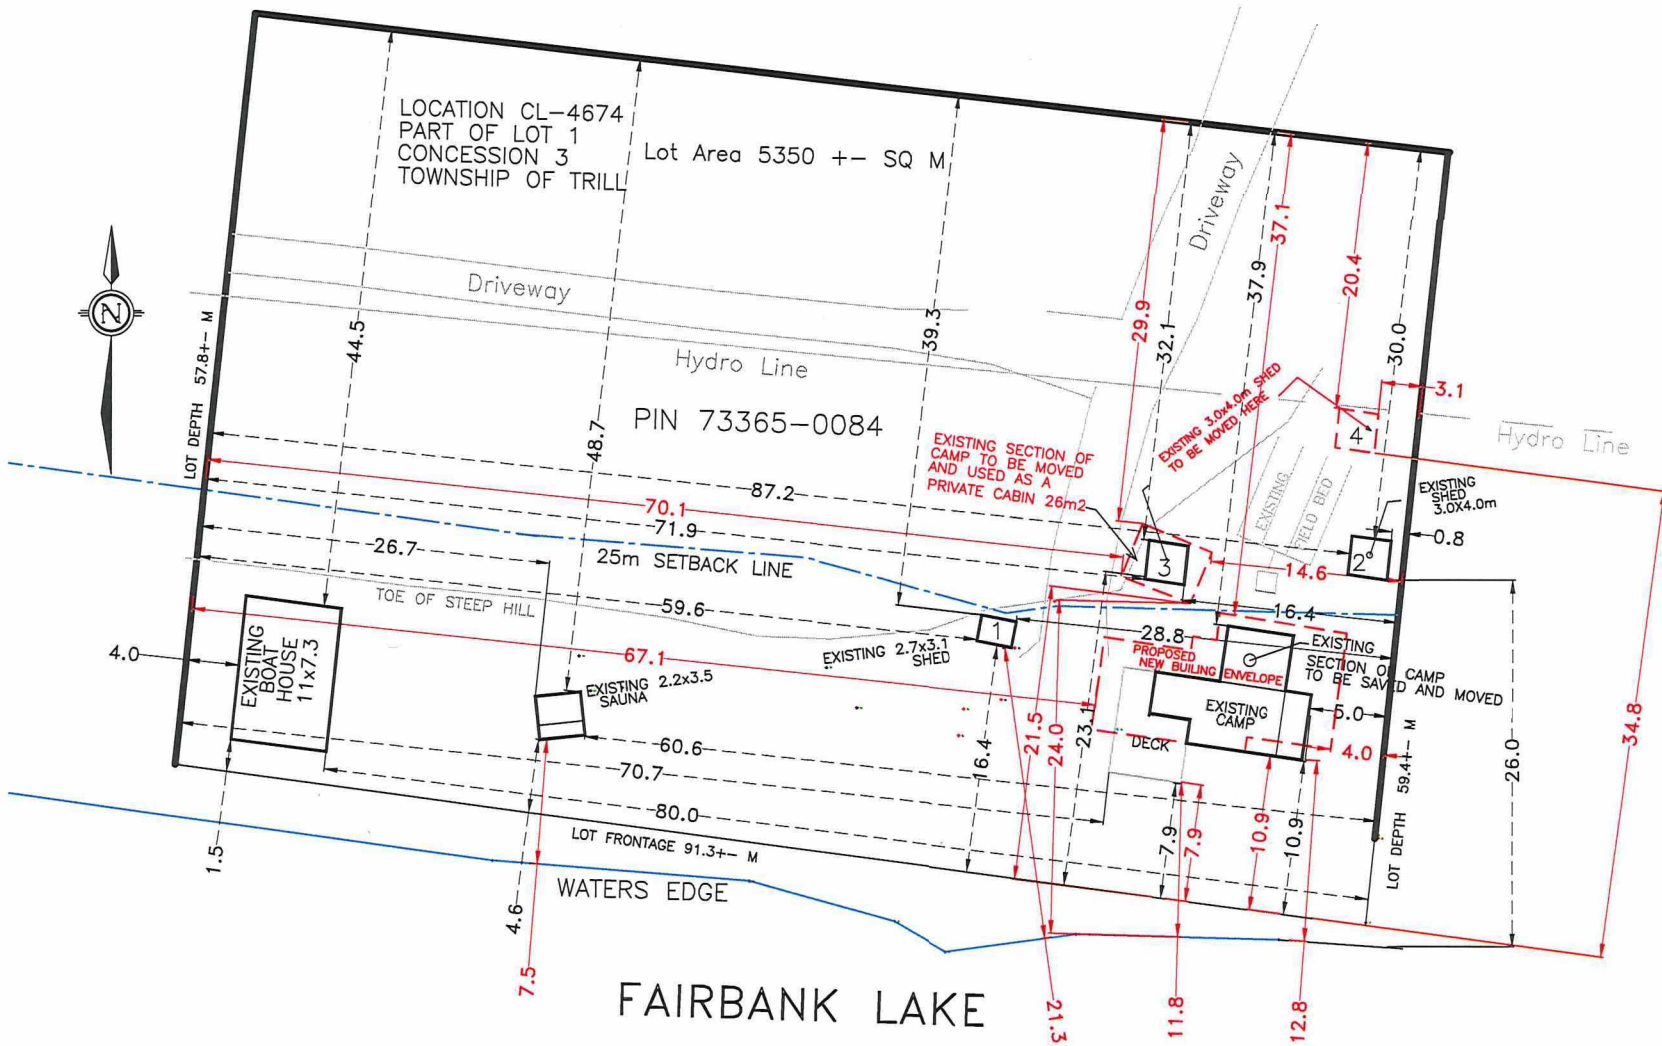 LOCATION CL-4674
PART OF LOT 1
CONCESSION 3
TOWNSHIP OF TRILL
Lot Area 5350 +- SQ M
Driveway
Driveway
N
Hydro Line
Hydro Line
PIN 73365-0084
LOT DEPTH 57.8+- M
44.5
48.7
39.3
29.9
32.1
37.9
37.1
20.4
30.0
3.1
EXISTING 3.0x4.0m SHED
TO BE MOVED HERE
4
EXISTING SECTION OF
CAMP TO BE MOVED
AND USED AS A
PRIVATE CABIN 26m2
EXISTING
FIELD BED
EXISTING
SHED
3.0X4.0m
2
0.8
87.2
70.1
71.9
26.7
25m SETBACK LINE
3
14.6
16.4
TOE OF STEEP HILL
59.6
1
28.8
EXISTING 2.7x3.1
SHED
4.0
EXISTING
BOAT
HOUSE
11x7.3
67.1
EXISTING 2.2x3.5
SAUNA
PROPOSED
NEW BUILING ENVELOPE
EXISTING
SECTION OF CAMP
TO BE SAVED AND MOVED
EXISTING
CAMP
5.0
DECK
4.0
34.8
26.0
16.4
21.5
24.0
23.1
60.6
70.7
80.0
LOT FRONTAGE 91.3+- M
7.9
7.9
10.9
10.9
LOT DEPTH 59.4+- M
1.5
4.6
7.5
WATERS EDGE
21.3
11.8
12.8
FAIRBANK LAKE